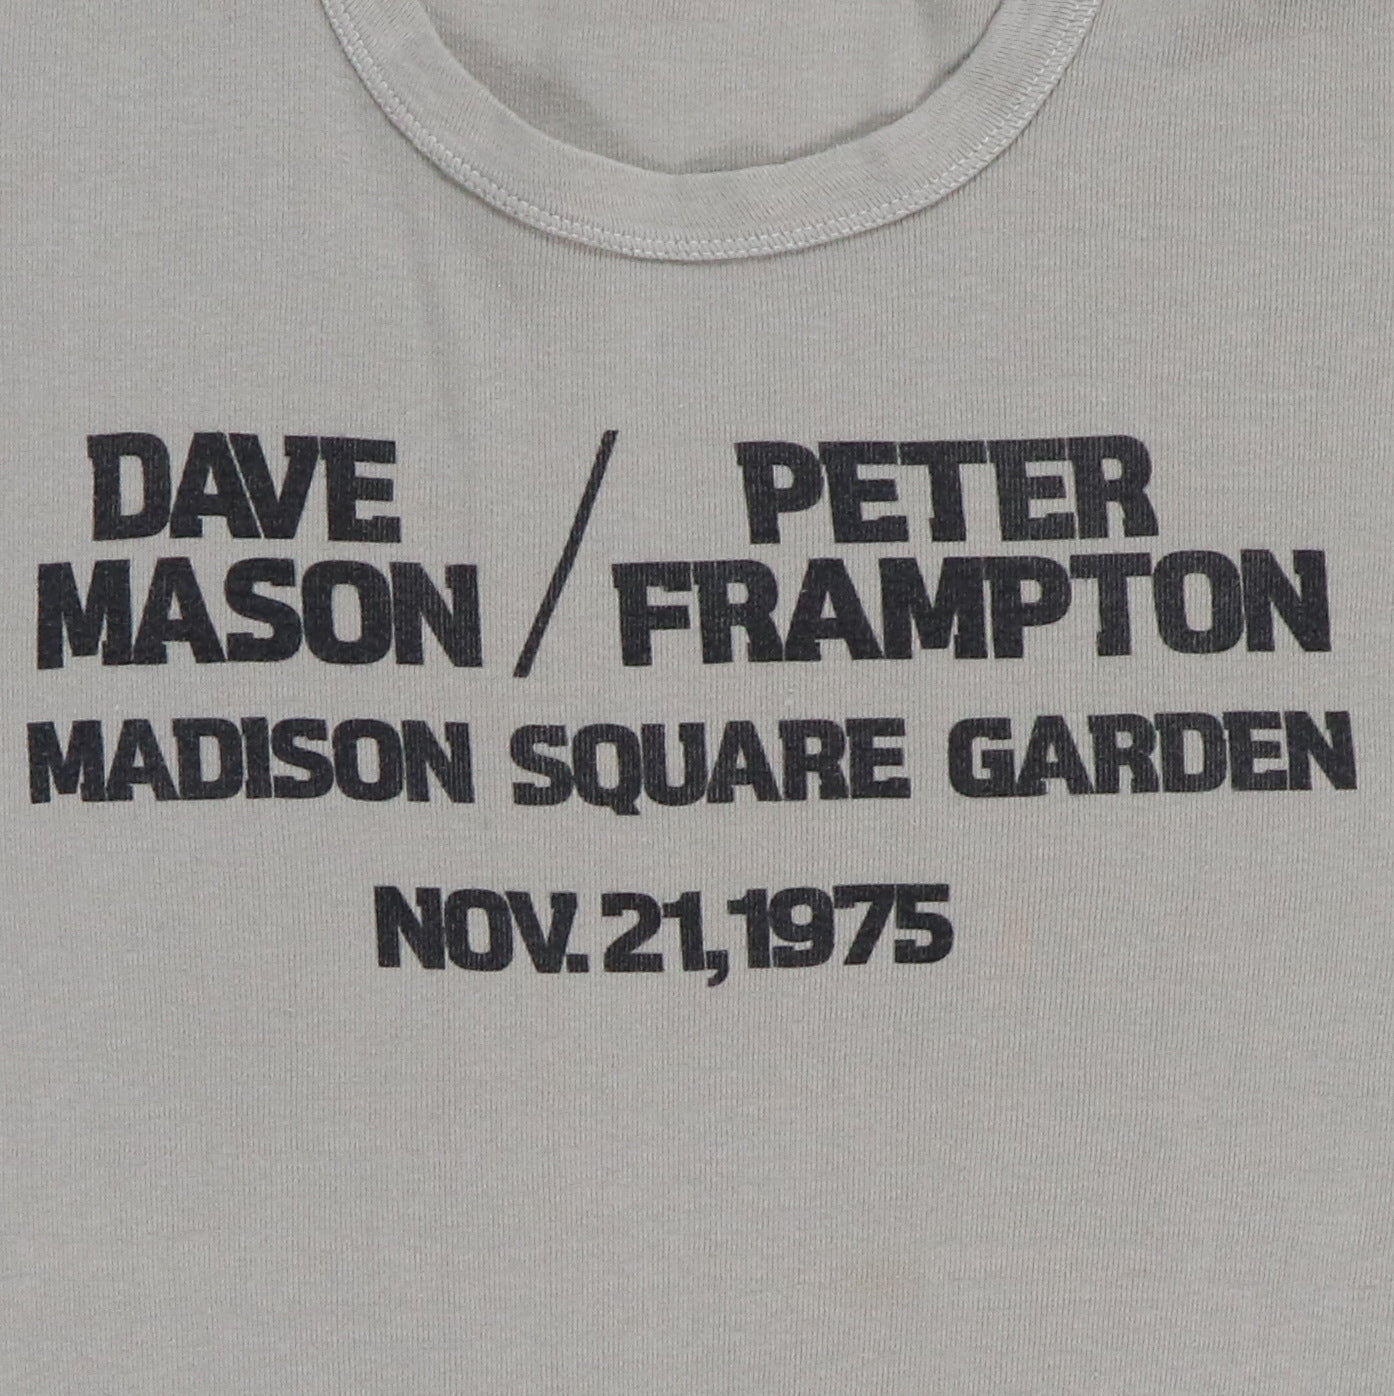 DAVE / PETER
MASON FRAMPTON
MADISON SQUARE GARDEN
NOV. 21, 1975